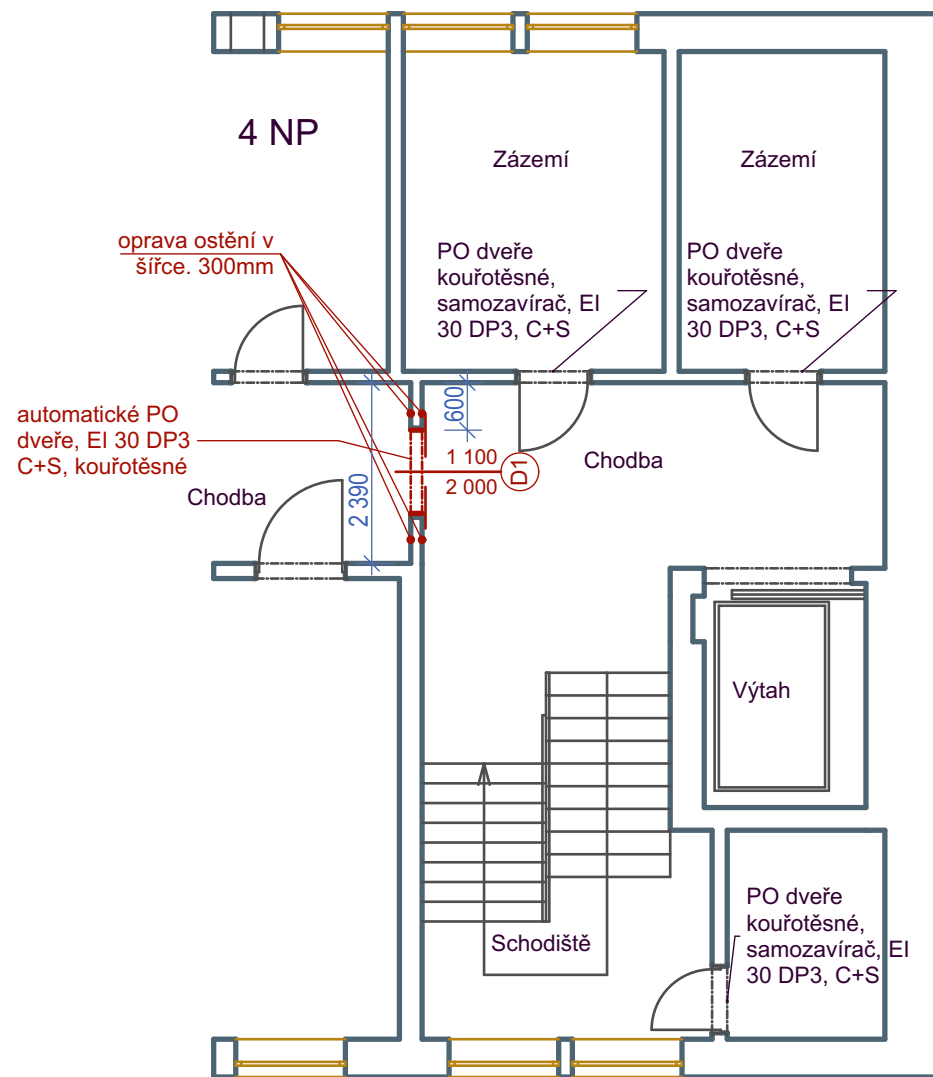 4 NP
Zázemí
Zázemí
oprava ostění v
šířce. 300mm
PO dveře
kouřotěsné,
samozavírač, EI
30 DP3, C+S
PO dveře
kouřotěsné,
samozavírač, EI
30 DP3, C+S
automatické PO
dveře, EI 30 DP3
C+S, kouřotěsné
600
1 100
2 000
D1
Chodba
Chodba
2 390
Výtah
Schodiště
PO dveře
kouřotěsné,
samozavírač, EI
30 DP3, C+S